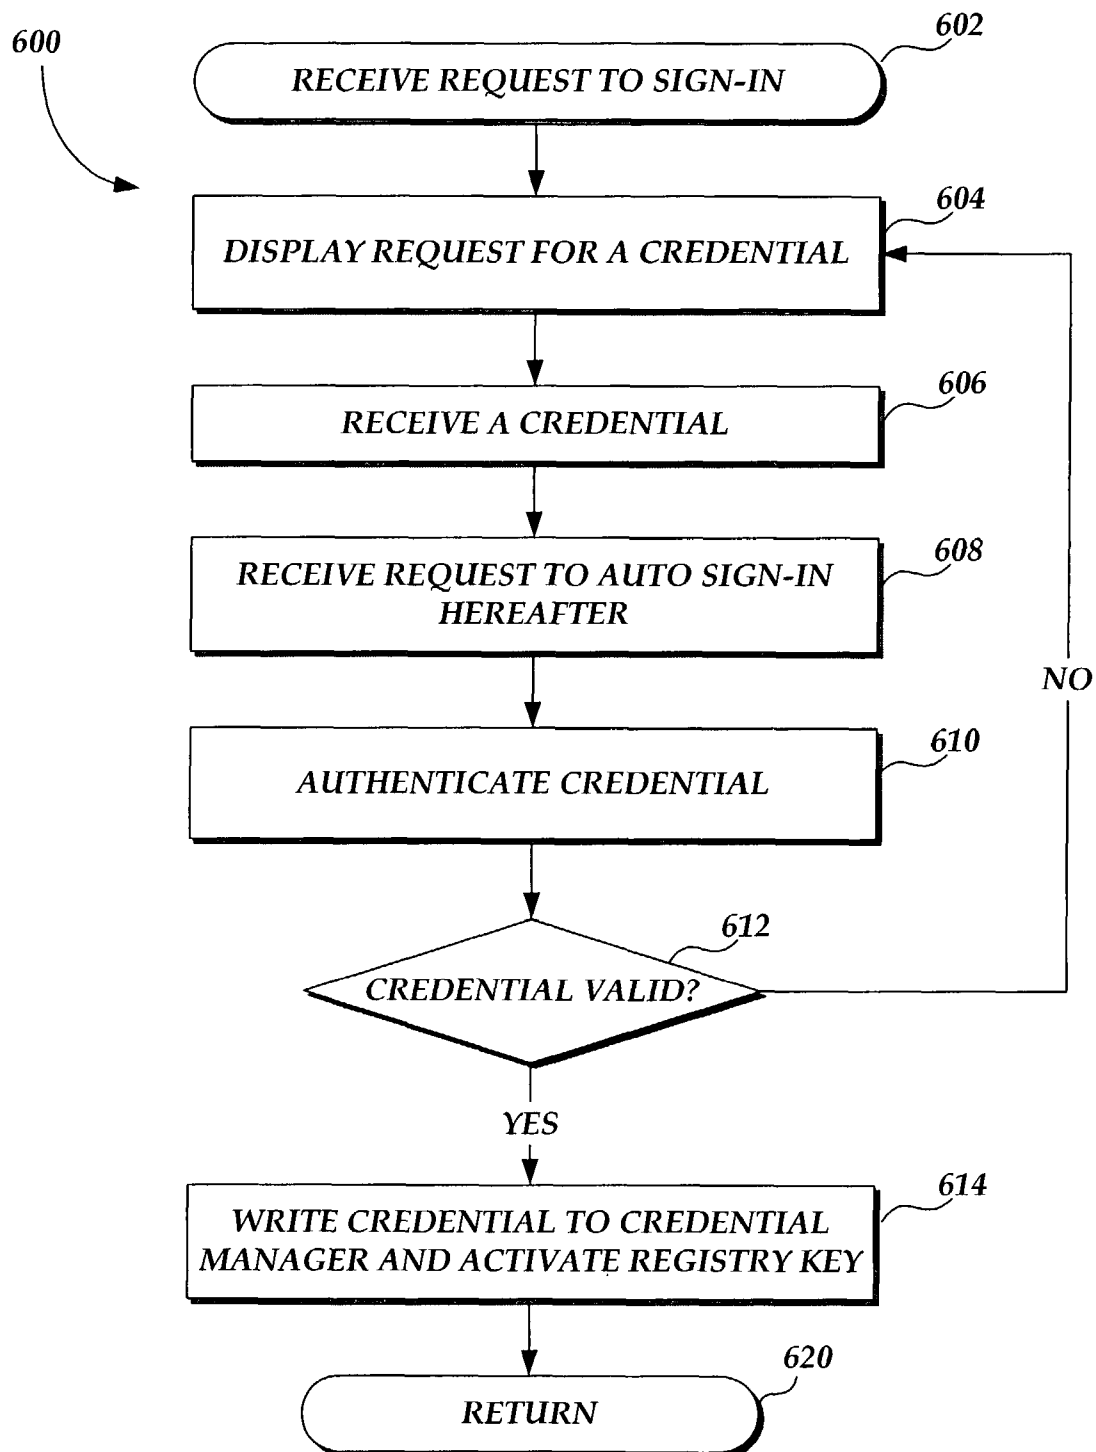 600
602
RECEIVE REQUEST TO SIGN-IN
604
DISPLAY REQUEST FOR A CREDENTIAL
606
RECEIVE A CREDENTIAL
608
RECEIVE REQUEST TO AUTO SIGN-IN
HEREAFTER
NO
610
AUTHENTICATE CREDENTIAL
612
CREDENTIAL VALID?
YES
614
WRITE CREDENTIAL TO CREDENTIAL
MANAGER AND ACTIVATE REGISTRY KEY
620
RETURN